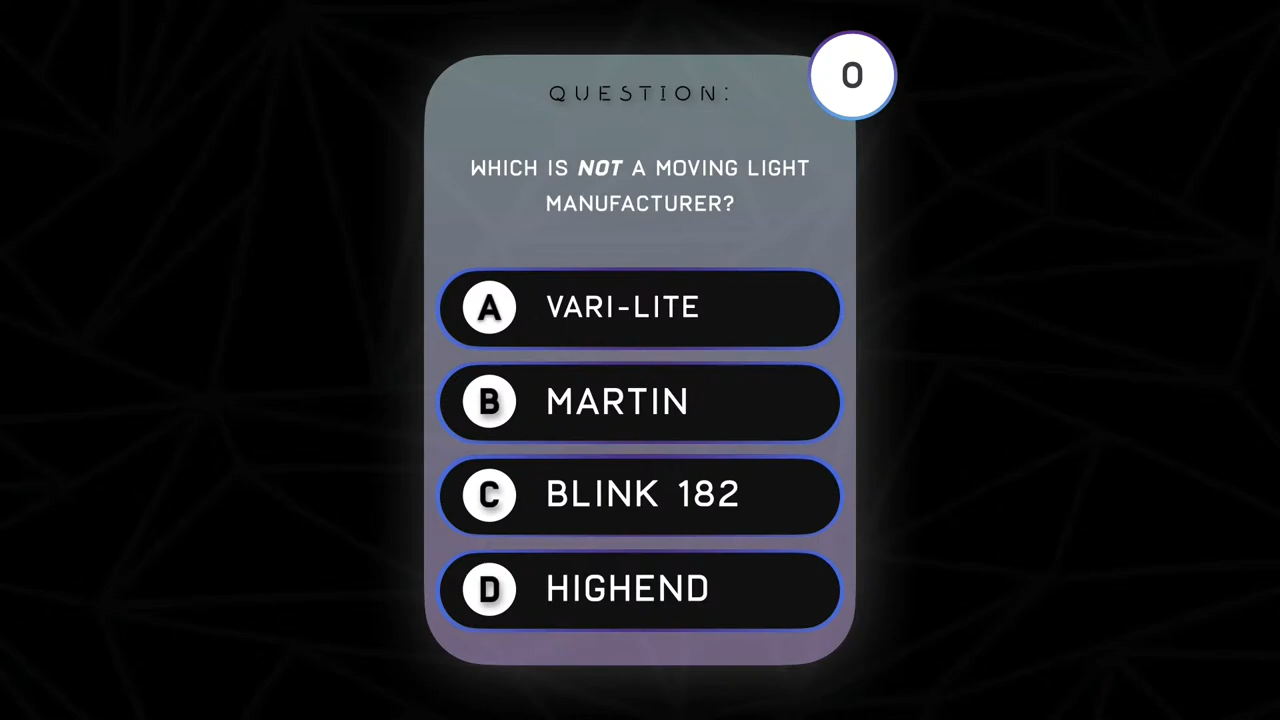 0
QUESTION:
WHICH IS NOT A MOVING LIGHT
MANUFACTURER?
A VARI-LITE
B MARTIN
C BLINK 182
D HIGHEND